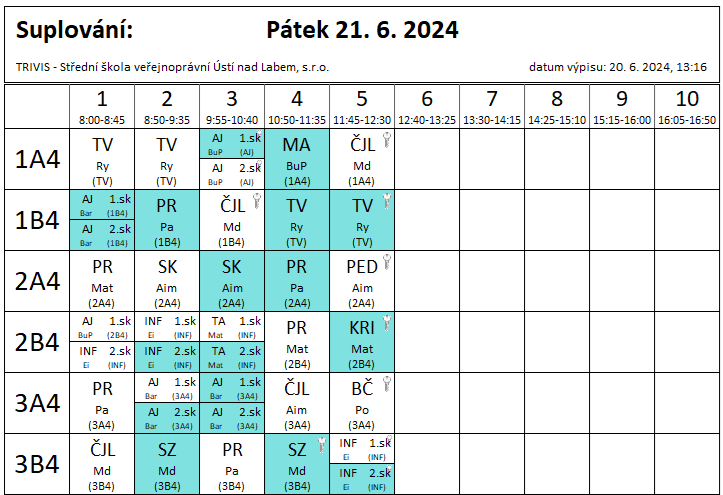 Suplování: Pátek 21. 6. 2024
TRIVIS - Střední škola veřejnoprávní Ústí nad Labem, s.r.o. datum výpisu: 20. 6. 2024, 13:16
1 2 3 4 5 6 7 8 9 10
8:00-8:45 8:50-9:35 9:55-10:40 10:50-11:35 11:45-12:30 12:40-13:25 13:30-14:15 14:25-15:10 15:15-16:00 16:05-16:50
1A4
TV
Ry
(TV)
TV
Ry
(TV)
AJ 1.sk
BuP (AJ)
AJ 2.sk
BuP (AJ)
MA
BuP
(1A4)
ČJL
Md
(1A4)
1B4
AJ 1.sk
Bar (1B4)
AJ 2.sk
Bar (1B4)
PR
Pa
(1B4)
ČJL
Md
(1B4)
TV
Ry
(TV)
TV
Ry
(TV)
2A4
PR
Mat
(2A4)
SK
Aim
(2A4)
SK
Aim
(2A4)
PR
Pa
(2A4)
PED
Aim
(2A4)
2B4
AJ 1.sk
BuP (2B4)
INF 2.sk
Ei (INF)
INF 1.sk
Ei (INF)
INF 2.sk
Ei (INF)
TA 1.sk
Mat (INF)
TA 2.sk
Mat (INF)
PR
Mat
(2B4)
KRI
Mat
(2B4)
3A4
PR
Pa
(3A4)
AJ 1.sk
Bar (3A4)
AJ 2.sk
Bar (3A4)
AJ 1.sk
Bar (3A4)
AJ 2.sk
Bar (3A4)
ČJL
Aim
(3A4)
BČ
Po
(3A4)
3B4
ČJL
Md
(3B4)
SZ
Md
(3B4)
PR
Pa
(3B4)
SZ
Md
(3B4)
INF 1.sk
Ei (INF)
INF 2.sk
Ei (INF)